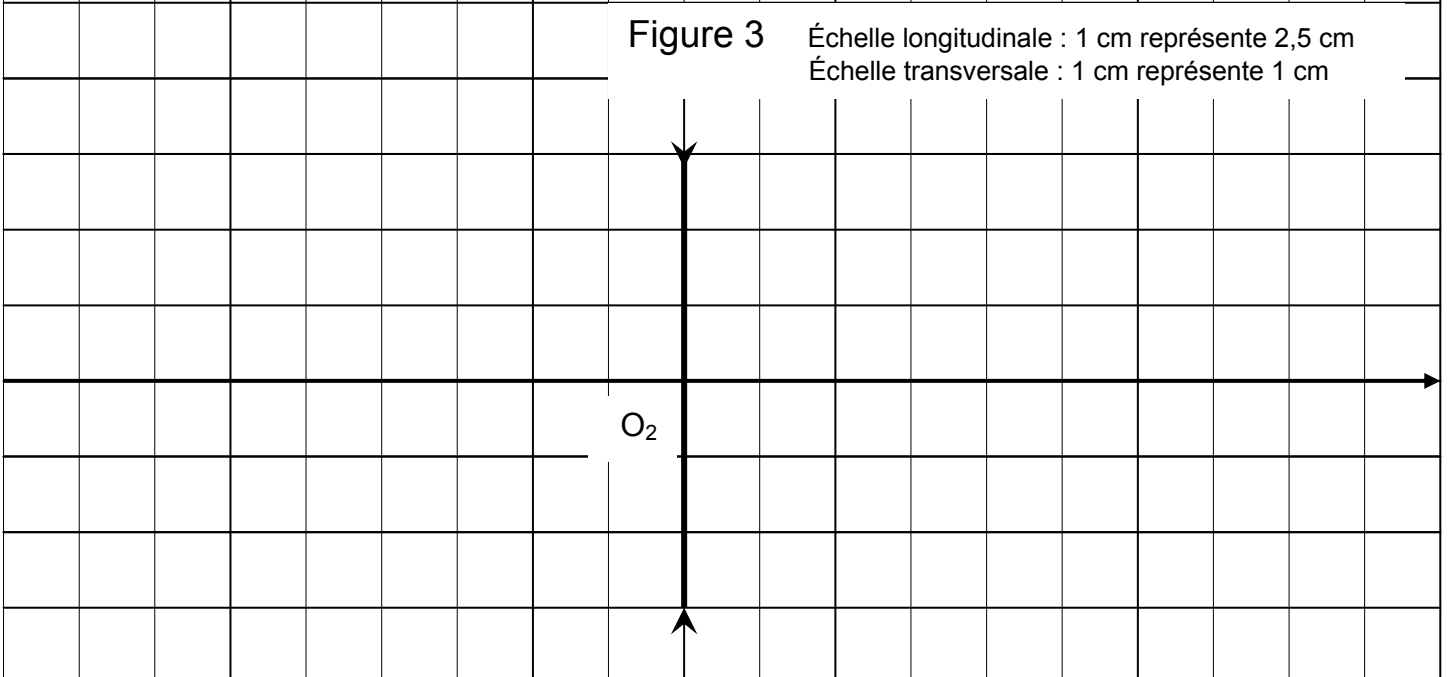 Figure 3 Échelle longitudinale : 1 cm représente 2,5 cm
Échelle transversale : 1 cm représente 1 cm
O₂